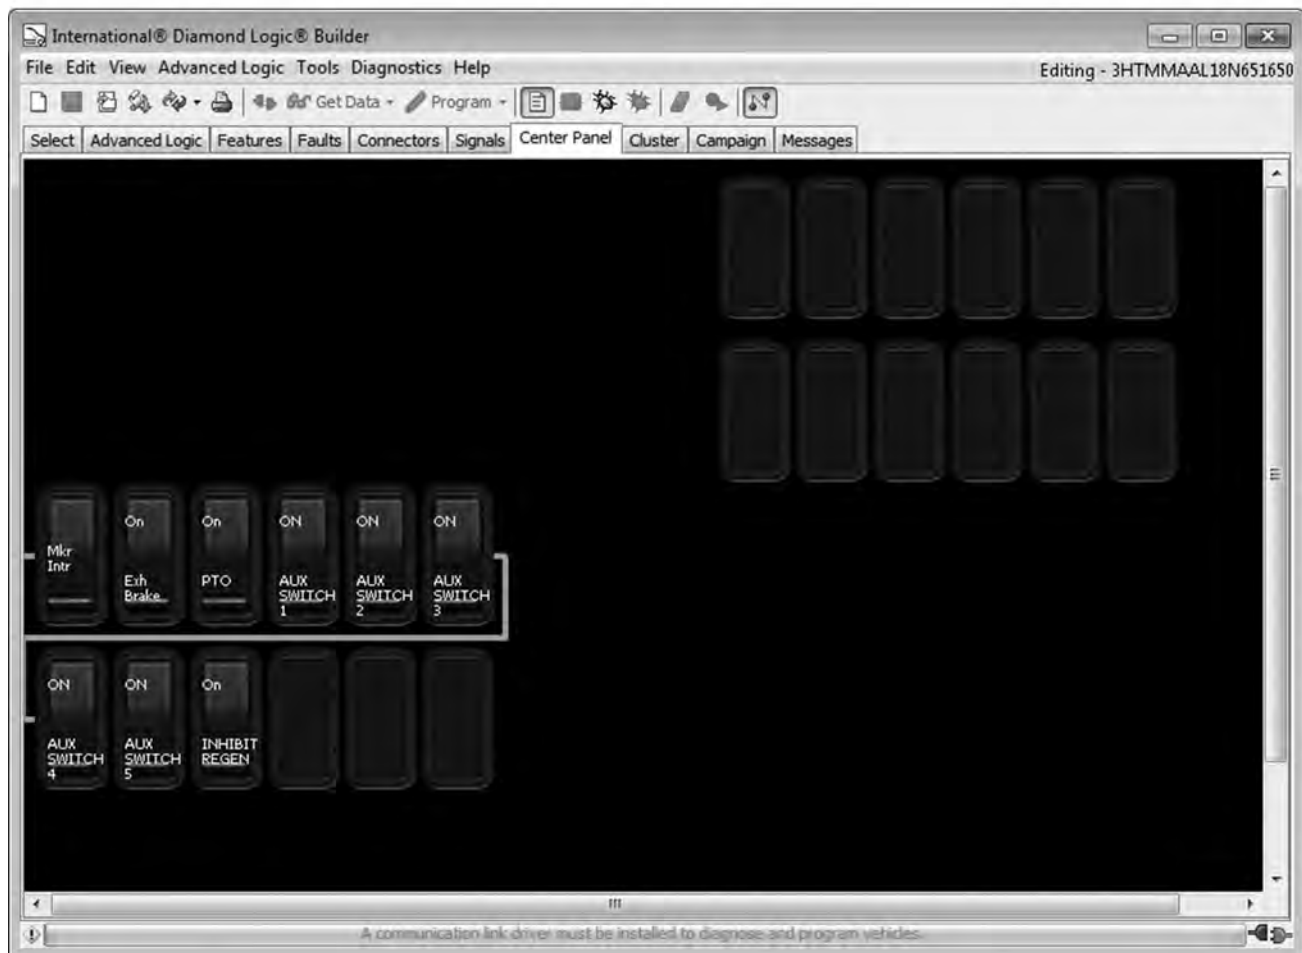 International® Diamond Logic® Builder
File Edit View Advanced Logic Tools Diagnostics Help
Editing - 3HTMMAAL18N651650
Get Data Program
Select Advanced Logic Features Faults Connectors Signals Center Panel Cluster Campaign Messages
Mkr
Intr
On
Exh
Brake
On
PTO
ON
AUX
SWITCH
1
ON
AUX
SWITCH
2
ON
AUX
SWITCH
3
ON
AUX
SWITCH
4
ON
AUX
SWITCH
5
On
INHIBIT
REGEN
A communication link driver must be installed to diagnose and program vehicles.